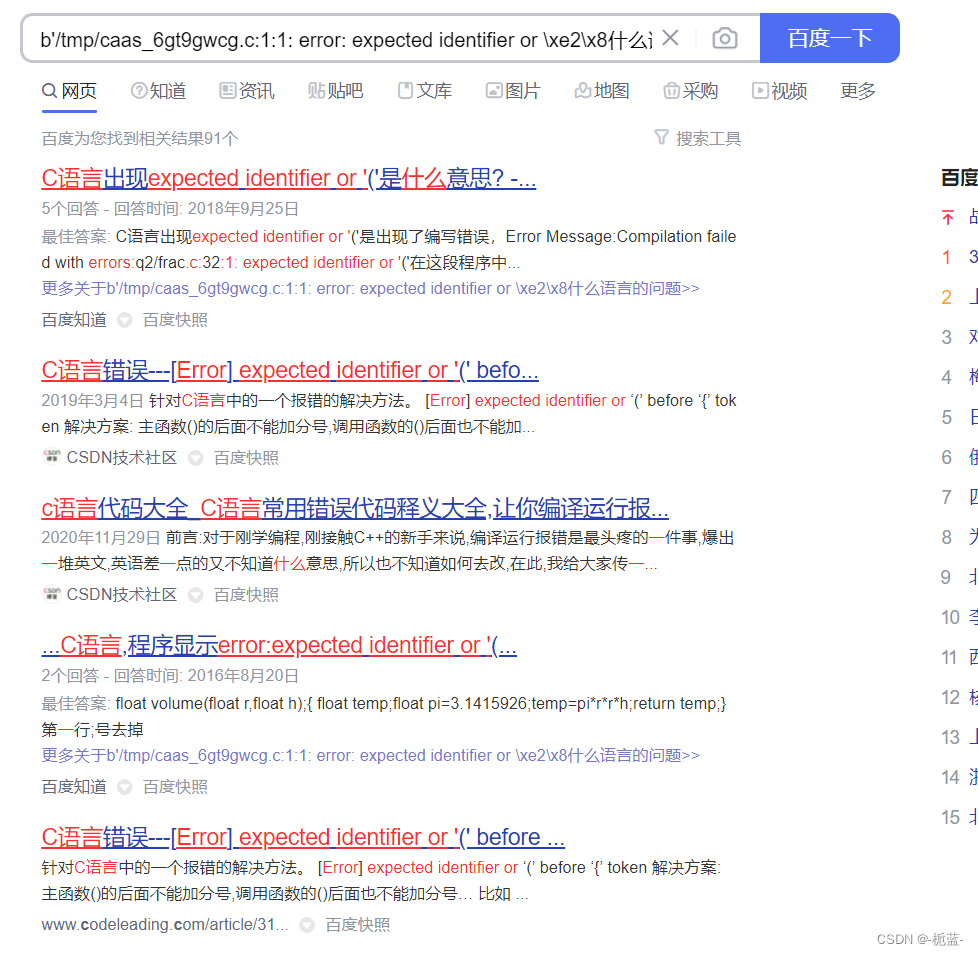 b'/tmp/caas_6gt9gwcg.c:1:1: error: expected identifier or \xe2\x8什么
百度一下
网页 知道 资讯 贴吧 文库 图片 地图 采购 视频 更多
百度为您找到相关结果91个 搜索工具
C语言出现expected identifier or '('是什么意思? -...
5个回答 - 回答时间: 2018年9月25日
最佳答案: C语言出现expected identifier or '('是出现了编写错误，Error Message:Compilation faile
d with errors:q2/frac.c:32:1: expected identifier or '('在这段程序中...
更多关于b'/tmp/caas_6gt9gwcg.c:1:1: error: expected identifier or \xe2\x8什么语言的问题>>
百度知道 百度快照
C语言错误---[Error] expected identifier or '(' befo...
2019年3月4日 针对C语言中的一个报错的解决方法。 [Error] expected identifier or ‘(’ before ‘{’ tok
en 解决方案: 主函数()的后面不能加分号,调用函数的()后面也不能加...
CSDN技术社区 百度快照
c语言代码大全_C语言常用错误代码释义大全,让你编译运行报...
2020年11月29日 前言:对于刚学编程,刚接触C++的新手来说,编译运行报错是最头疼的一件事,爆出
一堆英文,英语差一点的又不知道什么意思,所以也不知道如何去改,在此,我给大家传一...
CSDN技术社区 百度快照
...C语言,程序显示error:expected identifier or '(...
2个回答 - 回答时间: 2016年8月20日
最佳答案: float volume(float r,float h);{ float temp;float pi=3.1415926;temp=pi*r*r*h;return temp;}
第一行;号去掉
更多关于b'/tmp/caas_6gt9gwcg.c:1:1: error: expected identifier or \xe2\x8什么语言的问题>>
百度知道 百度快照
C语言错误---[Error] expected identifier or '(' before ...
针对C语言中的一个报错的解决方法。 [Error] expected identifier or ‘(’ before ‘{’ token 解决方案:
主函数()的后面不能加分号,调用函数的()后面也不能加分号... 比如 ...
www.codeleading.com/article/31... 百度快照
百度
1 3
2
3
4
5
6
7
8
9
10
11
12
13
14
15
CSDN @-栀蓝-